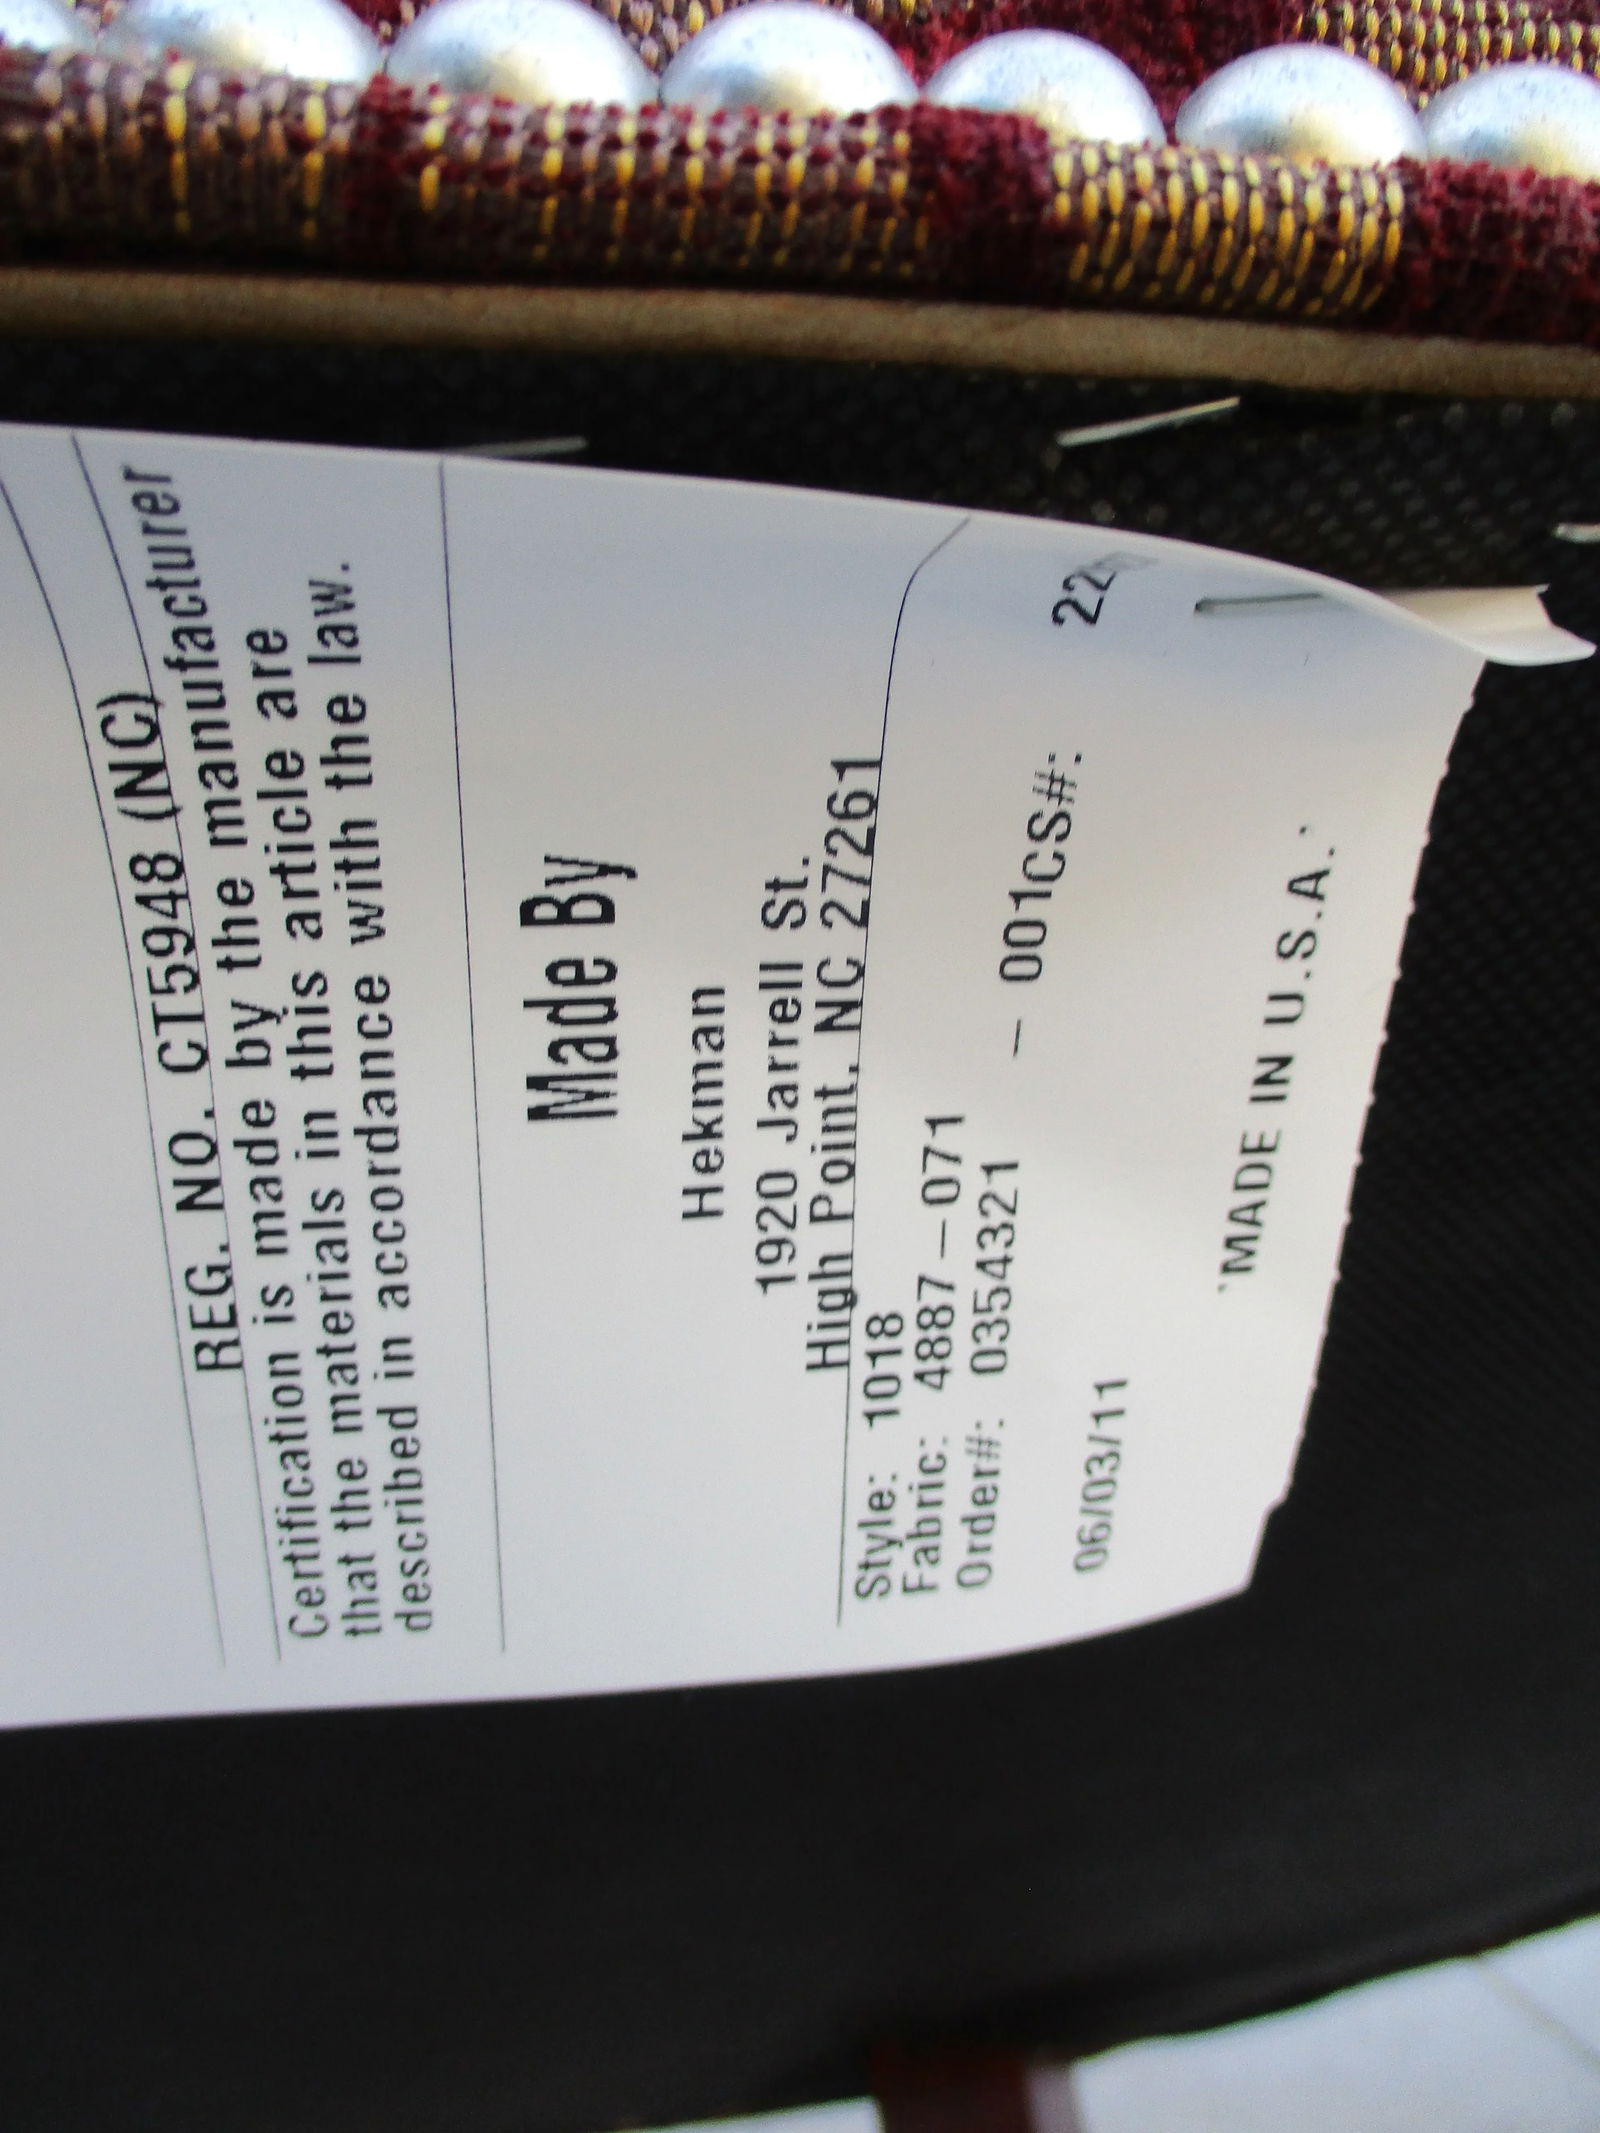 REG. NO. CT5948 (NC)
Certification is made by the manufacturer
that the materials in this article are
described in accordance with the law.
Made By
Hekman
1920 Jarrell St.
High Point, NC 27261
Style: 1018
Fabric: 4887-071
Order#: 0354321 - 001CS#:
06/03/11
'MADE IN U.S.A.'